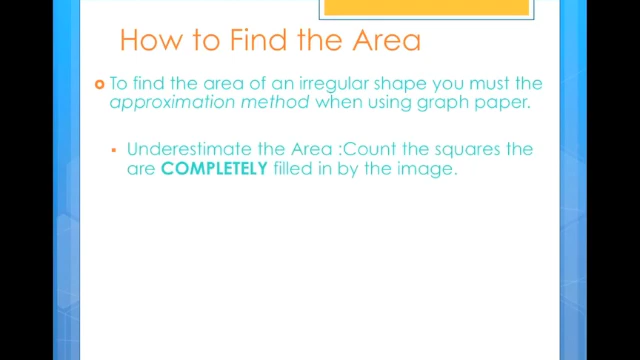 How to Find the Area
To find the area of an irregular shape you must the
approximation method when using graph paper.
Underestimate the Area :Count the squares the
are COMPLETELY filled in by the image.